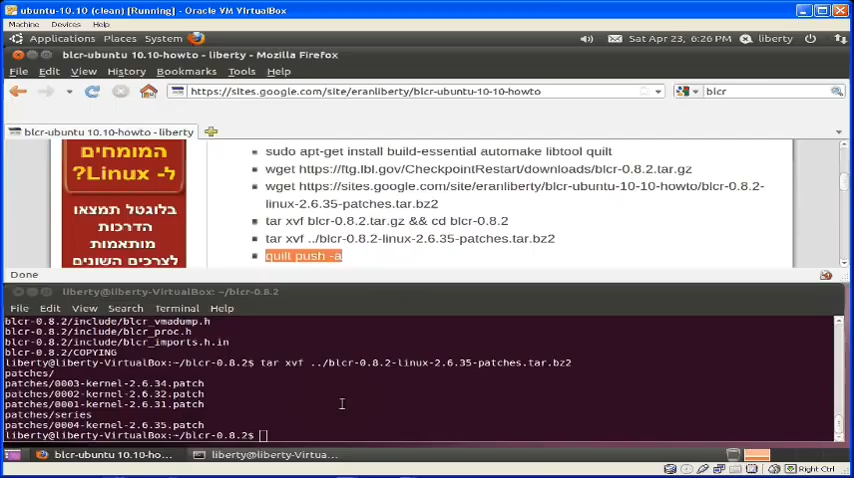 ubuntu-10.10 (clean) [Running] - Oracle VM VirtualBox
Machine Devices Help
Applications Places System Sat Apr 23, 6:26 PM liberty
blcr-ubuntu 10.10-howto - liberty - Mozilla Firefox
File Edit View History Bookmarks Tools Help
https://sites.google.com/site/eranliberty/blcr-ubuntu-10-10-howto blcr
blcr-ubuntu 10.10-howto - liberty
המומחים
ל- Linux?
בלוגטל תמצאו
הדרכות
מותאמות
לצרכים השונים
sudo apt-get install build-essential automake libtool quilt
wget https://ftg.lbl.gov/CheckpointRestart/downloads/blcr-0.8.2.tar.gz
wget https://sites.google.com/site/eranliberty/blcr-ubuntu-10-10-howto/blcr-0.8.2-
linux-2.6.35-patches.tar.bz2
tar xvf blcr-0.8.2.tar.gz && cd blcr-0.8.2
tar xvf ../blcr-0.8.2-linux-2.6.35-patches.tar.bz2
quilt push -a
Done
liberty@liberty-VirtualBox: ~/blcr-0.8.2
File Edit View Search Terminal Help
blcr-0.8.2/include/blcr_vmadump.h
blcr-0.8.2/include/blcr_proc.h
blcr-0.8.2/include/blcr_imports.h.in
blcr-0.8.2/COPYING
liberty@liberty-VirtualBox:~/blcr-0.8.2$ tar xvf ../blcr-0.8.2-linux-2.6.35-patches.tar.bz2
patches/
patches/0003-kernel-2.6.34.patch
patches/0002-kernel-2.6.32.patch
patches/0001-kernel-2.6.31.patch
patches/series
patches/0004-kernel-2.6.35.patch
liberty@liberty-VirtualBox:~/blcr-0.8.2$
blcr-ubuntu 10.10-ho... liberty@liberty-Virtua...
Right Ctrl